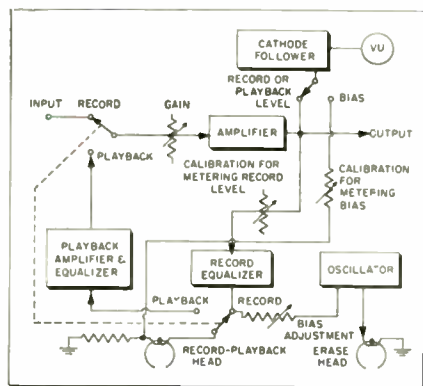 CATHODE
FOLLOWER
VU
RECORD OR
PLAYBACK
LEVEL
BIAS
INPUT
RECORD
GAIN
AMPLIFIER
OUTPUT
PLAYBACK
CALIBRATION FOR
METERING RECORD
LEVEL
CALIBRATION
FOR
METERING
BIAS
PLAYBACK
AMPLIFIER &
EQUALIZER
RECORD
EQUALIZER
OSCILLATOR
PLAYBACK
RECORD
BIAS
ADJUSTMENT
RECORD-PLAYBACK
HEAD
ERASE
HEAD